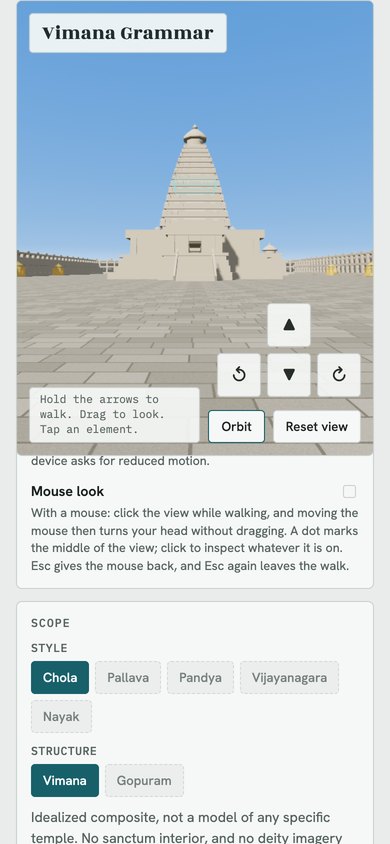 Vimana Grammar
Hold the arrows to
walk. Drag to look.
Tap an element.
Orbit
Reset view
device asks for reduced motion.
Mouse look
With a mouse: click the view while walking, and moving the
mouse then turns your head without dragging. A dot marks
the middle of the view; click to inspect whatever it is on.
Esc gives the mouse back, and Esc again leaves the walk.
SCOPE
STYLE
Chola
Pallava
Pandya
Vijayanagara
Nayak
STRUCTURE
Vimana
Gopuram
Idealized composite, not a model of any specific
temple. No sanctum interior, and no deity imagery